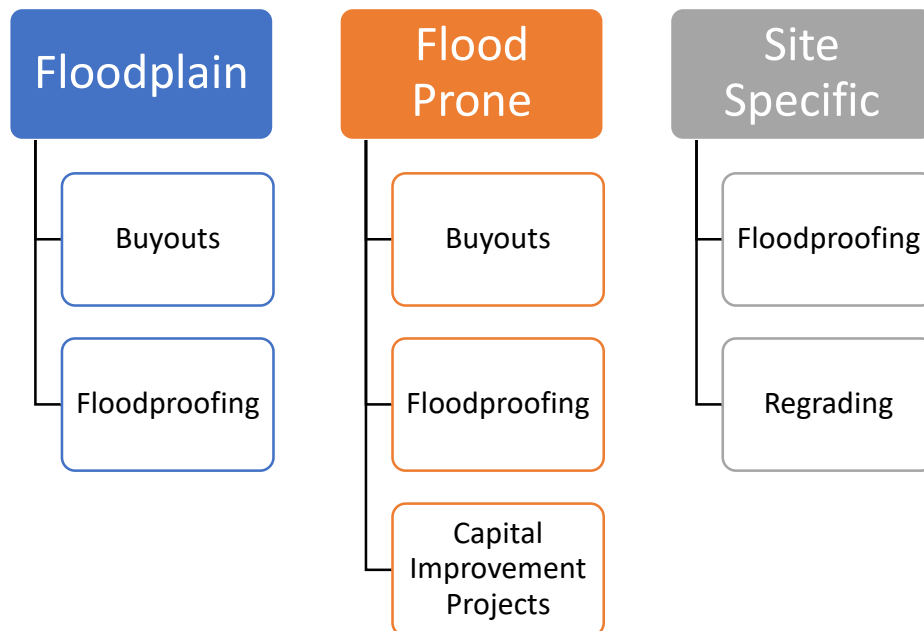 Floodplain
Buyouts
Floodproofing
Flood
Prone
Buyouts
Floodproofing
Capital
Improvement
Projects
Site
Specific
Floodproofing
Regrading